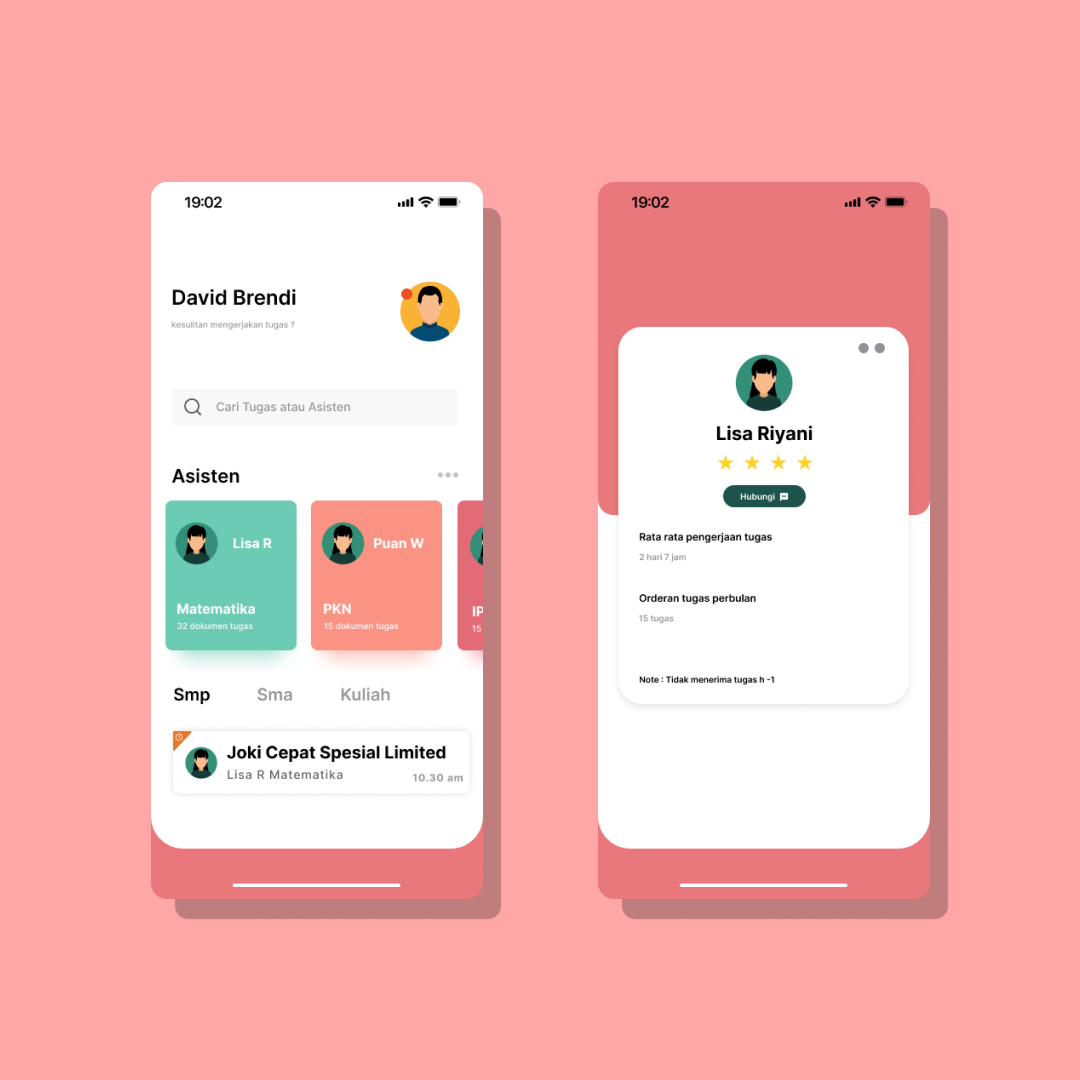 19:02
David Brendi
kesulitan mengerjakan tugas ?
Cari Tugas atau Asisten
Asisten
Lisa R
Matematika
32 dokumen tugas
Puan W
PKN
15 dokumen tugas
IP
15
Smp Sma Kuliah
Joki Cepat Spesial Limited
Lisa R Matematika
10.30 am
19:02
Lisa Riyani
Hubungi
Rata rata pengerjaan tugas
2 hari 7 jam
Orderan tugas perbulan
15 tugas
Note : Tidak menerima tugas h -1